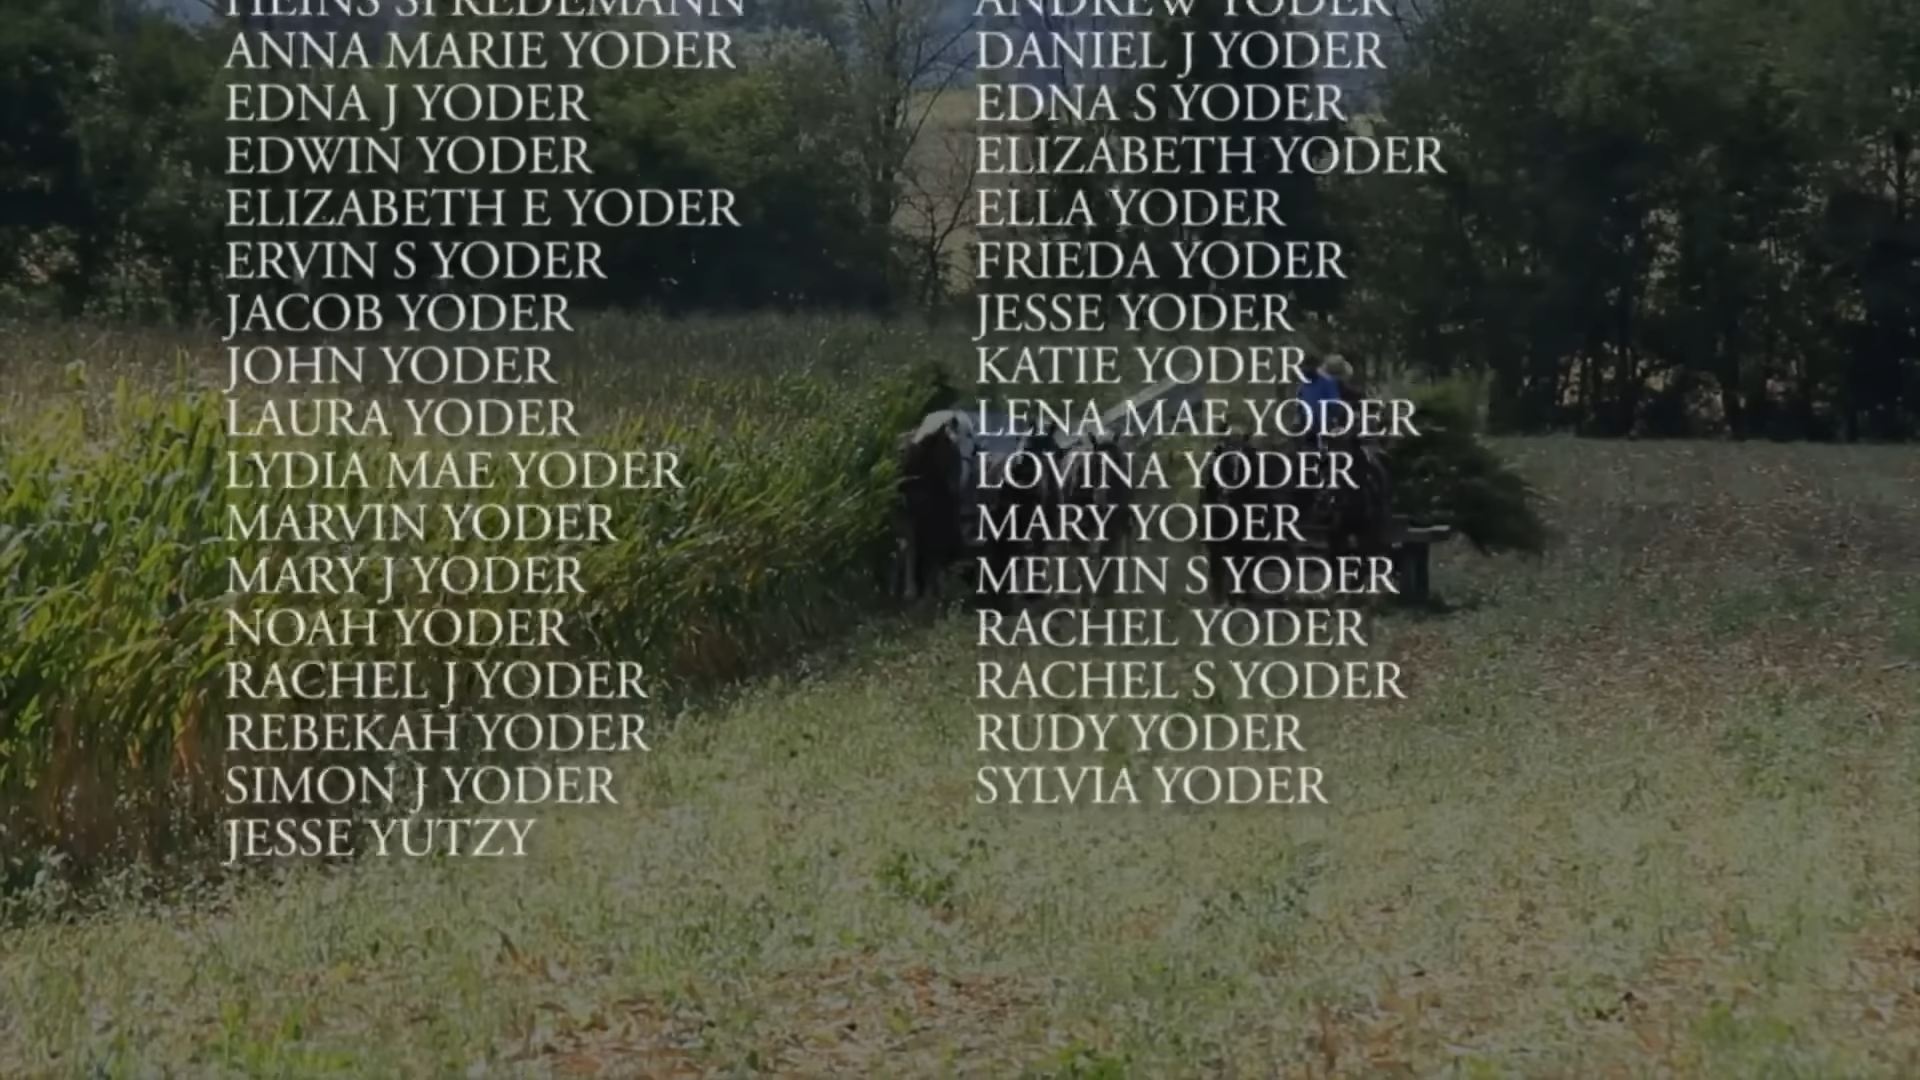 ANDREW YODER
ANNA MARIE YODER
DANIEL J YODER
EDNA J YODER
EDNA S YODER
EDWIN YODER
ELIZABETH YODER
ELIZABETH E YODER
ELLA YODER
ERVIN S YODER
FRIEDA YODER
JACOB YODER
JESSE YODER
JOHN YODER
KATIE YODER
LAURA YODER
LENA MAE YODER
LYDIA MAE YODER
LOVINA YODER
MARVIN YODER
MARY YODER
MARY J YODER
MELVIN S YODER
NOAH YODER
RACHEL YODER
RACHEL J YODER
RACHEL S YODER
REBEKAH YODER
RUDY YODER
SIMON J YODER
SYLVIA YODER
JESSE YUTZY